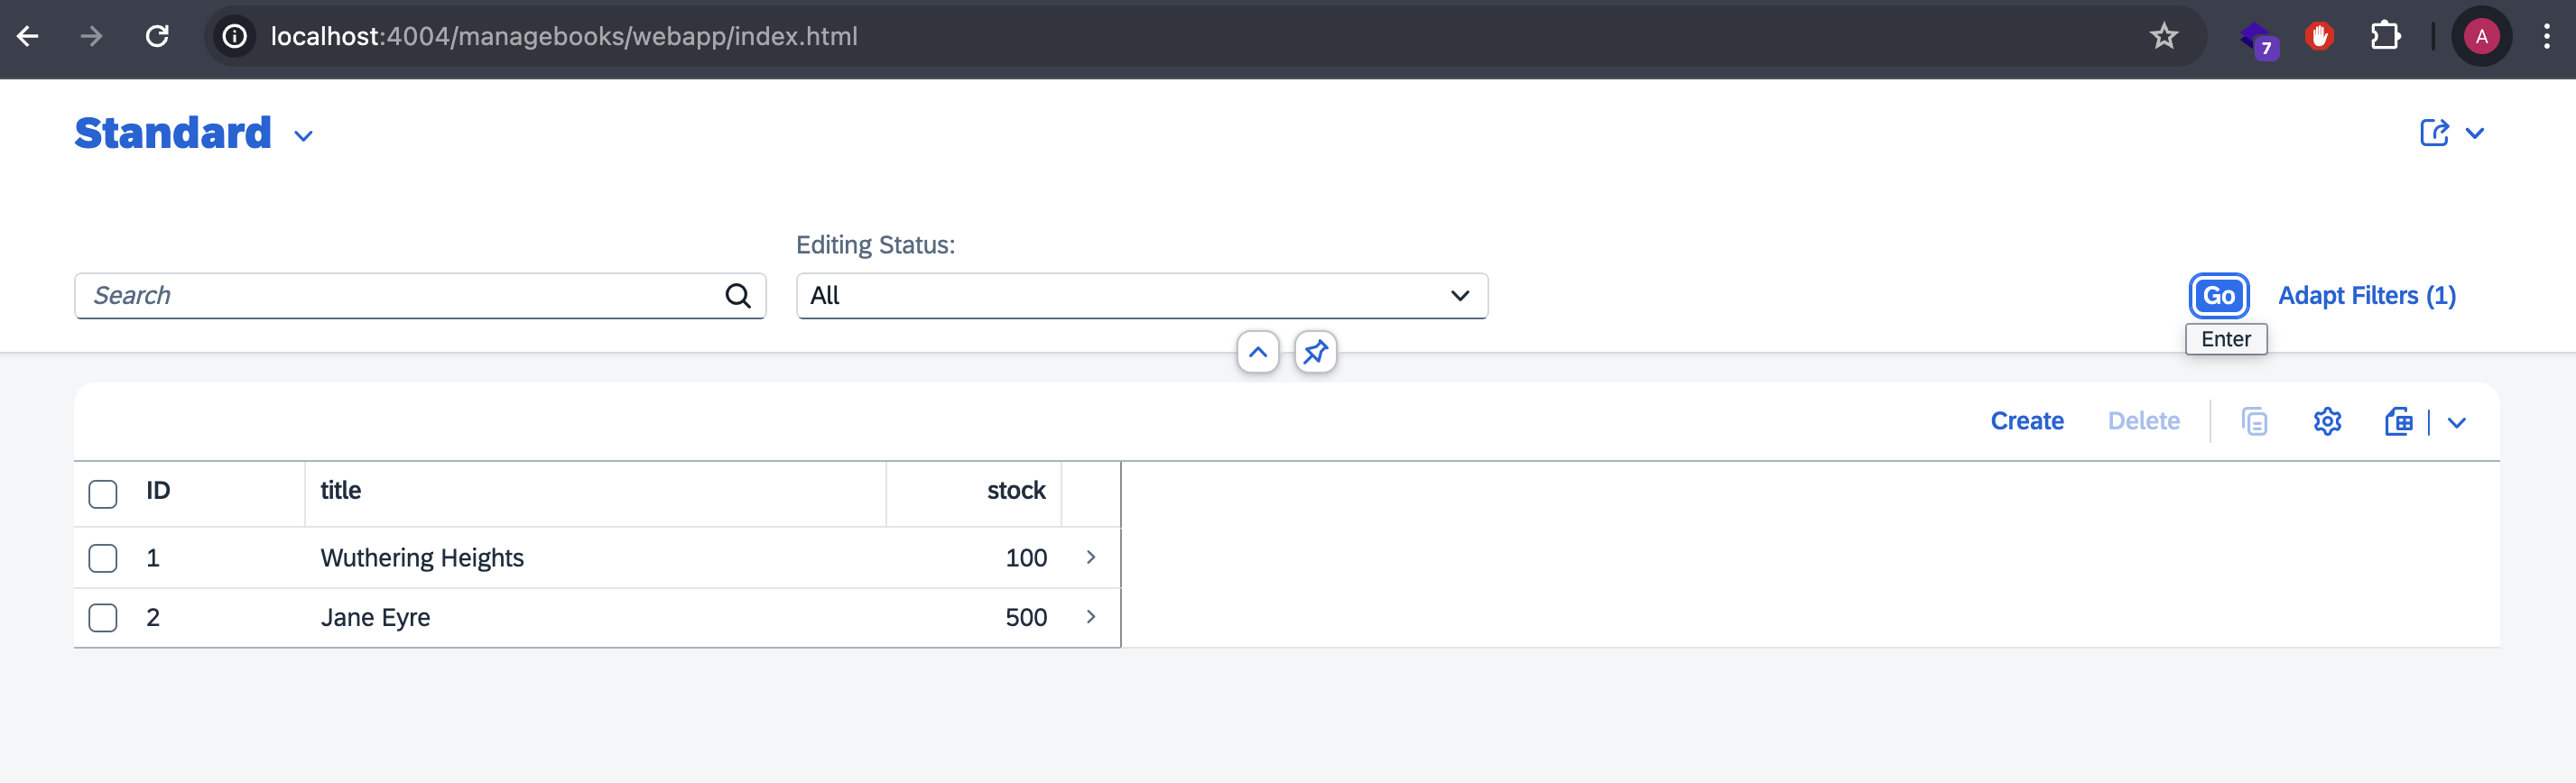 localhost:4004/managebooks/webapp/index.html
7
A
Standard
Editing Status:
Search
All
Go
Adapt Filters (1)
Enter
Create Delete
ID title stock
1 Wuthering Heights 100
2 Jane Eyre 500